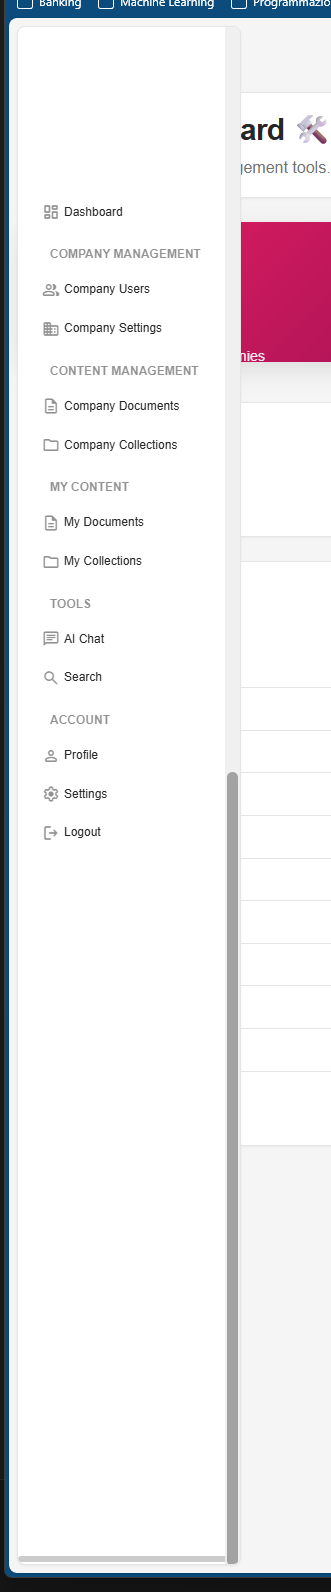 Banking Machine Learning Programmazio
ard
gement tools.
Dashboard
COMPANY MANAGEMENT
Company Users
Company Settings
nies
CONTENT MANAGEMENT
Company Documents
Company Collections
MY CONTENT
My Documents
My Collections
TOOLS
AI Chat
Search
ACCOUNT
Profile
Settings
Logout